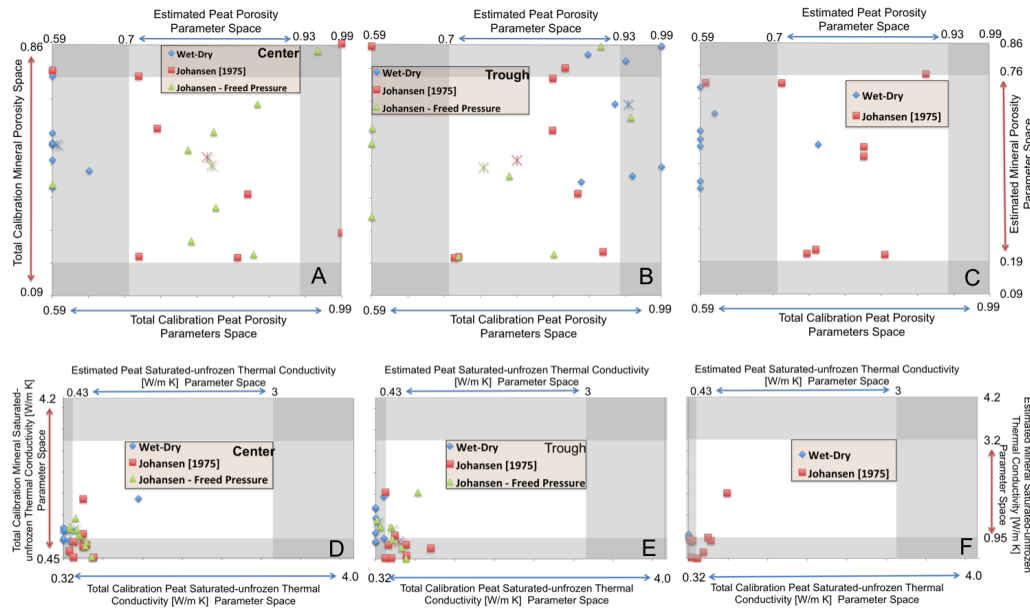 Estimated Peat Porosity
Parameter Space
0.59
0.7
0.93
0.99
0.86
Total Calibration Mineral Porosity Space
Wet-Dry
Center
Johansen [1975]
Johansen - Freed Pressure
A
0.09
0.59
0.99
Total Calibration Peat Porosity
Parameters Space
Estimated Peat Porosity
Parameter Space
0.59
0.7
0.93
0.99
Wet-Dry
Trough
Johansen [1975]
Johansen - Freed Pressure
B
0.59
0.99
Total Calibration Peat Porosity
Parameters Space
Estimated Peat Porosity
Parameter Space
0.59
0.7
0.93
0.99
0.86
0.76
Wet-Dry
Johansen [1975]
Estimated Mineral Porosity
Parameter Space
C
0.19
0.09
0.59
0.99
Total Calibration Peat Porosity
Parameters Space
Estimated Peat Saturated-unfrozen Thermal Conductivity
[W/m K] Parameter Space
0.43
3
4.2
Total Calibration Mineral Saturated-
unfrozen Thermal Conductivity [W/m K]
Parameter Space
Wet-Dry
Center
Johansen [1975]
Johansen - Freed Pressure
D
0.45
0.32
4.0
Total Calibration Peat Saturated-unfrozen Thermal
Conductivity [W/m K] Parameter Space
Estimated Peat Saturated-unfrozen Thermal Conductivity
[W/m K] Parameter Space
0.43
3
Wet-Dry
Trough
Johansen [1975]
Johansen - Freed Pressure
E
0.32
4.0
Total Calibration Peat Saturated-unfrozen Thermal
Conductivity [W/m K] Parameter Space
Estimated Peat Saturated-unfrozen Thermal Conductivity
[W/m K] Parameter Space
0.43
3
4.2
3.2
Wet-Dry
Johansen [1975]
Estimated Mineral Saturated-unfrozen
Thermal Conductivity [W/m K]
Parameter Space
F
0.95
0.45
0.32
4.0
Total Calibration Peat Saturated-unfrozen Thermal
Conductivity [W/m K] Parameter Space